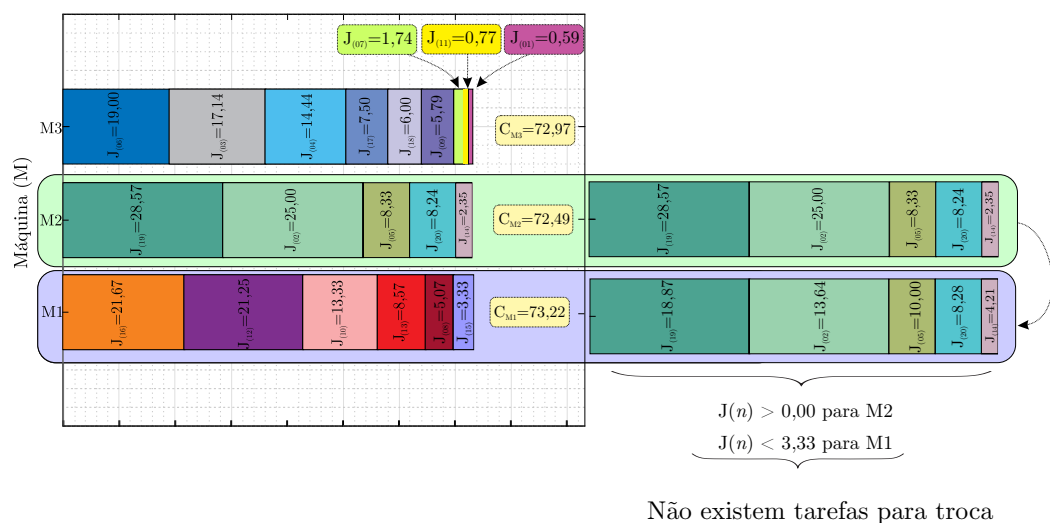 J(07)=1,74 J(11)=0,77 J(01)=0,59
Máquina (M)
M3 J(06)=19,00 J(03)=17,14 J(04)=14,44 J(17)=7,50 J(18)=6,00 J(09)=5,79 CM3=72,97
M2 J(19)=28,57 J(02)=25,00 J(05)=8,33 J(20)=8,24 J(14)=2,35 CM2=72,49 J(19)=28,57 J(02)=25,00 J(05)=8,33 J(20)=8,24 J(14)=2,35
M1 J(16)=21,67 J(12)=21,25 J(10)=13,33 J(13)=8,57 J(08)=5,07 J(15)=3,33 CM1=73,22 J(19)=18,87 J(02)=13,64 J(05)=10,00 J(20)=8,28 J(14)=4,21
J(n) > 0,00 para M2
J(n) < 3,33 para M1
Não existem tarefas para troca